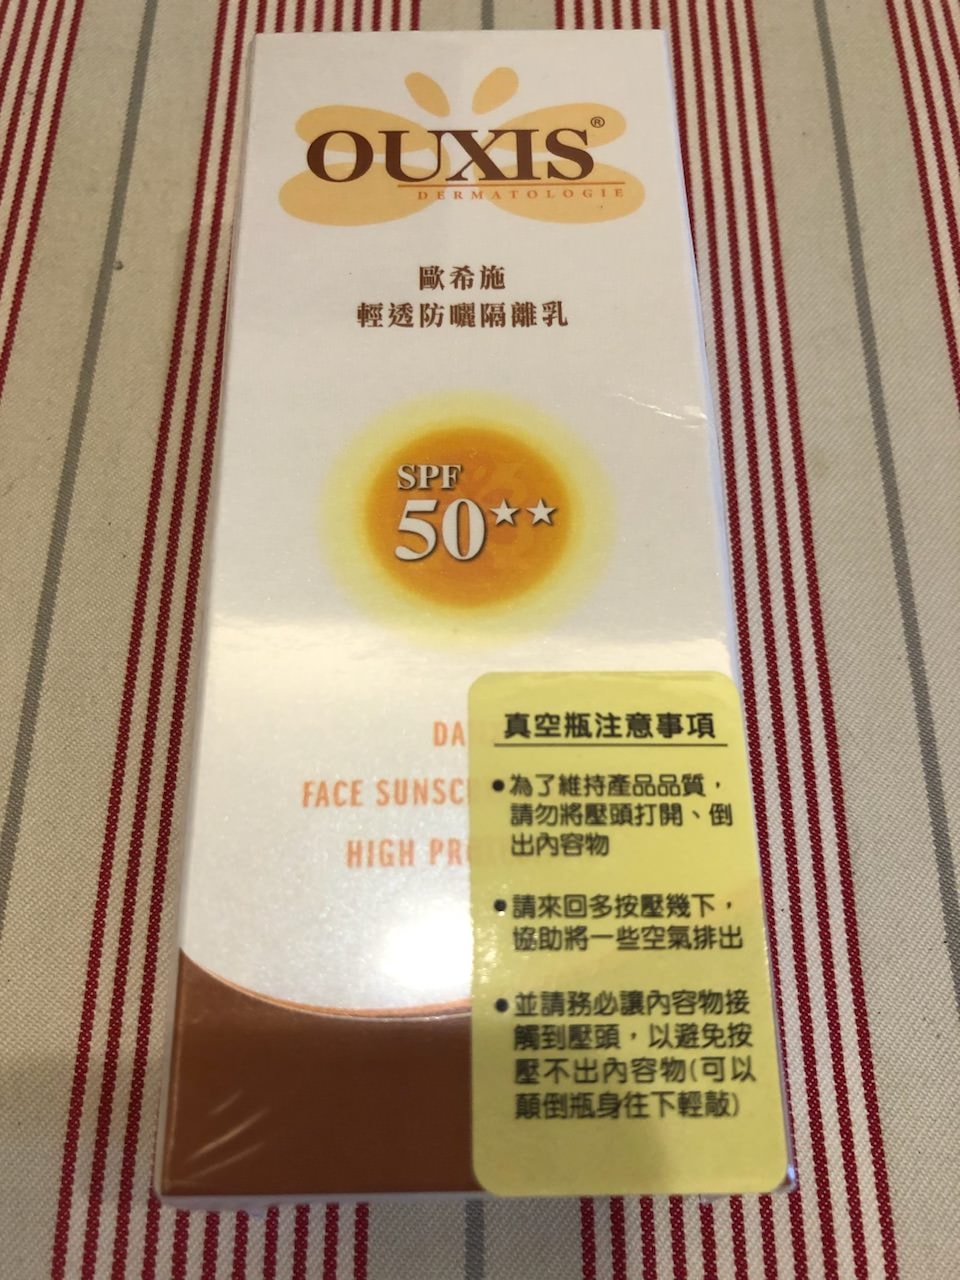 OUXIS®
DERMATOLOGIE
歐希施
輕透防曬隔離乳
SPF
50★★
FACE
HIGH
真空瓶注意事項
●為了維持產品品質，
請勿將壓頭打開、倒
出內容物
●請來回多按壓幾下，
協助將一些空氣排出
●並請務必讓內容物接
觸到壓頭，以避免按
壓不出內容物(可以
顛倒瓶身往下輕敲)